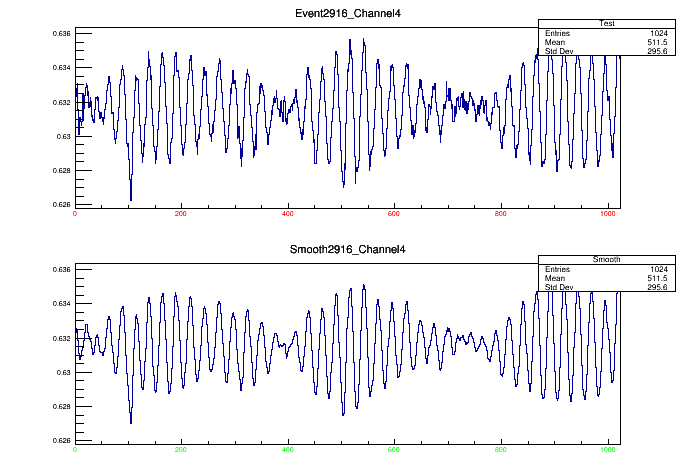 Event2916_Channel4
Test
Entries 1024
Mean 511.5
Std Dev 295.6
0.636
0.634
0.632
0.63
0.628
0.626
0 200 400 600 800 1000
Smooth2916_Channel4
Smooth
Entries 1024
Mean 511.5
Std Dev 295.6
0.636
0.634
0.632
0.63
0.628
0.626
0 200 400 600 800 1000